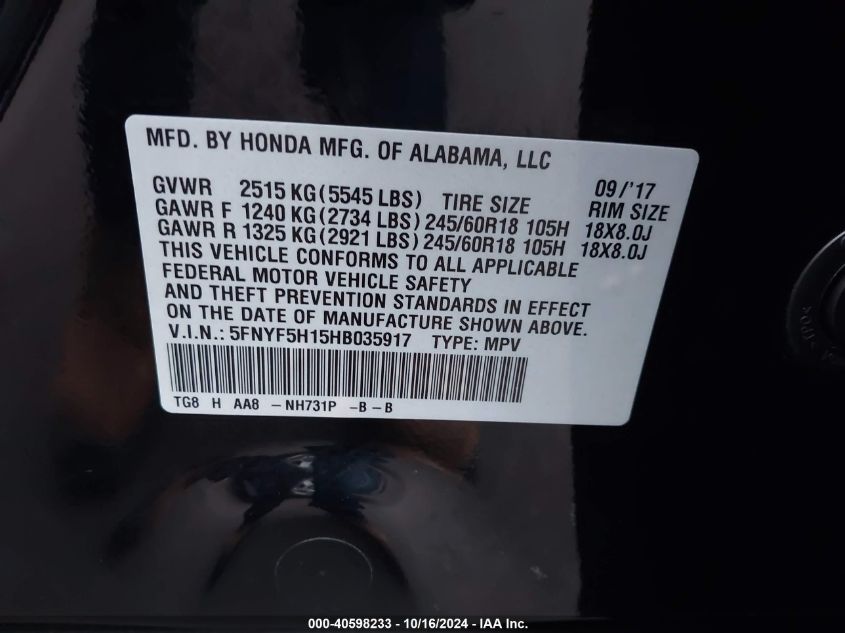 MFD. BY HONDA MFG. OF ALABAMA, LLC
GVWR 2515 KG (5545 LBS) TIRE SIZE 09/'17 RIM SIZE
GAWR F 1240 KG (2734 LBS) 245/60R18 105H 18X8.0J
GAWR R 1325 KG (2921 LBS) 245/60R18 105H 18X8.0J
THIS VEHICLE CONFORMS TO ALL APPLICABLE
FEDERAL MOTOR VEHICLE SAFETY
AND THEFT PREVENTION STANDARDS IN EFFECT
ON THE DATE OF MANUFACTURE SHOWN ABOVE.
V.I.N.: 5FNYF5H15HB035917 TYPE: MPV
TG8 H AA8 - NH731P - B - B
000-40598233 - 10/16/2024 - IAA Inc.